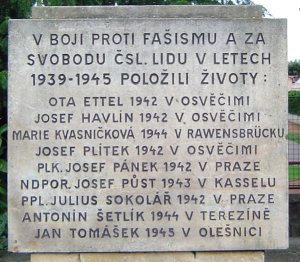 V BOJI PROTI FAŠISMU A ZA
SVOBODU ČSL. LIDU V LETECH
1939-1945 POLOŽILI ŽIVOTY:
OTA ETTEL 1942 V OSVĚČIMI
JOSEF HAVLÍN 1942 V OSVĚČIMI
MARIE KVASNIČKOVÁ 1944 V RAWENSBRÜCKU
JOSEF PLÍTEK 1942 V OSVĚČIMI
PLK. JOSEF PÁNEK 1942 V PRAZE
NDPOR. JOSEF PŮST 1943 V KASSELU
PPL. JULIUS SOKOLÁŘ 1942 V PRAZE
ANTONÍN ŠETLÍK 1944 V TEREZÍNĚ
JAN TOMÁŠEK 1945 V OLEŠNICI